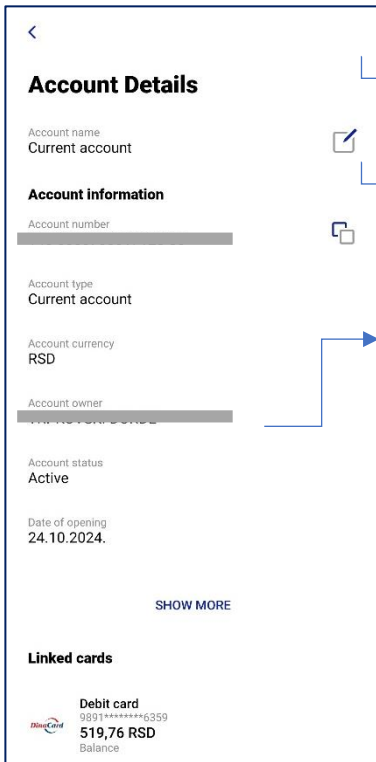 Account Details
Account name
Current account
Account information
Account number
Account type
Current account
Account currency
RSD
Account owner
Account status
Active
Date of opening
24.10.2024.
SHOW MORE
Linked cards
DinaCard
Debit card
9891********6359
519,76 RSD
Balance